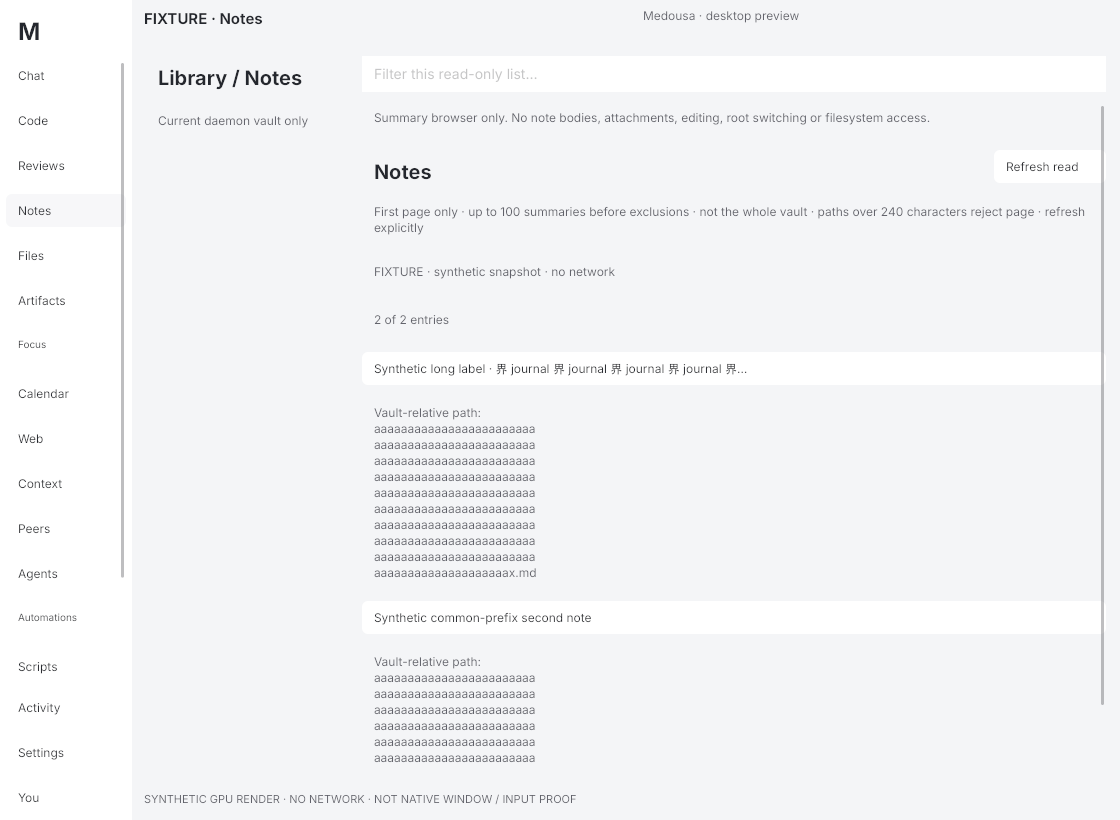 M
Chat
Code
Reviews
Notes
Files
Artifacts
Focus
Calendar
Web
Context
Peers
Agents
Automations
Scripts
Activity
Settings
You
FIXTURE · Notes
Medousa · desktop preview
Library / Notes
Current daemon vault only
Filter this read-only list...
Summary browser only. No note bodies, attachments, editing, root switching or filesystem access.
Notes
Refresh read
First page only · up to 100 summaries before exclusions · not the whole vault · paths over 240 characters reject page · refresh
explicitly
FIXTURE · synthetic snapshot · no network
2 of 2 entries
Synthetic long label · 界 journal 界 journal 界 journal 界 journal 界...
Vault-relative path:
aaaaaaaaaaaaaaaaaaaaaaaa
aaaaaaaaaaaaaaaaaaaaaaaa
aaaaaaaaaaaaaaaaaaaaaaaa
aaaaaaaaaaaaaaaaaaaaaaaa
aaaaaaaaaaaaaaaaaaaaaaaa
aaaaaaaaaaaaaaaaaaaaaaaa
aaaaaaaaaaaaaaaaaaaaaaaa
aaaaaaaaaaaaaaaaaaaaaaaa
aaaaaaaaaaaaaaaaaaaaaaaa
aaaaaaaaaaaaaaaaaaaax.md
Synthetic common-prefix second note
Vault-relative path:
aaaaaaaaaaaaaaaaaaaaaaaa
aaaaaaaaaaaaaaaaaaaaaaaa
aaaaaaaaaaaaaaaaaaaaaaaa
aaaaaaaaaaaaaaaaaaaaaaaa
aaaaaaaaaaaaaaaaaaaaaaaa
aaaaaaaaaaaaaaaaaaaaaaaa
SYNTHETIC GPU RENDER · NO NETWORK · NOT NATIVE WINDOW / INPUT PROOF